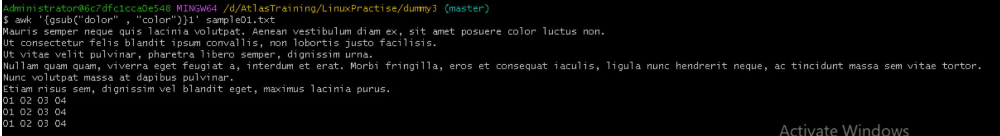 Administrator@6c7dfc1cca0e548 MINGW64 /d/AtlasTraining/LinuxPractise/dummy3 (master)
$ awk '{gsub("dolor" , "color")}1' sample01.txt
Mauris semper neque quis lacinia volutpat. Aenean vestibulum diam ex, sit amet posuere color luctus non.
Ut consectetur felis blandit ipsum convallis, non lobortis justo facilisis.
Ut vitae velit pulvinar, pharetra libero semper, dignissim urna.
Nullam quam quam, viverra eget feugiat a, interdum et erat. Morbi fringilla, eros et consequat iaculis, ligula nunc hendrerit neque, ac tincidunt massa sem vitae tortor.
Nunc volutpat massa at dapibus pulvinar.
Etiam risus sem, dignissim vel blandit eget, maximus lacinia purus.
01 02 03 04
01 02 03 04
01 02 03 04
Activate Windows